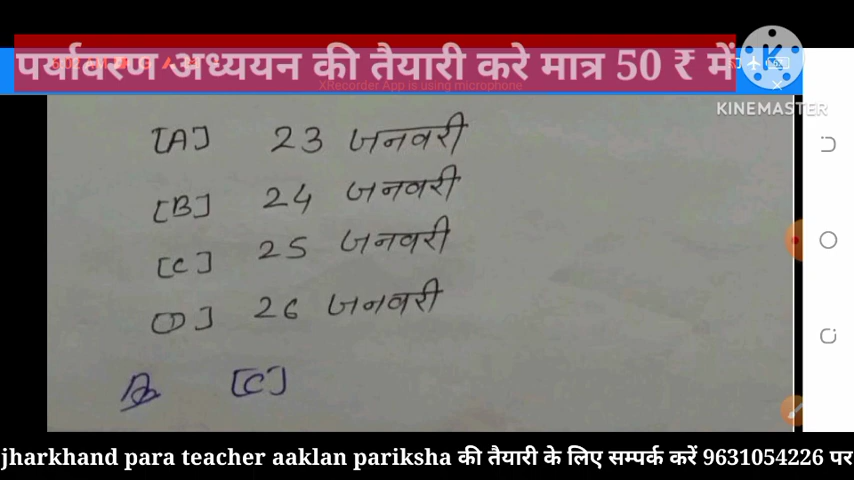 पर्यावरण अध्ययन की तैयारी करे मात्र 50 ₹ में
XRecorder App is using microphone
KINEMASTER
[A] 23 जनवरी
[B] 24 जनवरी
[C] 25 जनवरी
[D] 26 जनवरी
[C]
jharkhand para teacher aaklan pariksha की तैयारी के लिए सम्पर्क करें 9631054226 पर